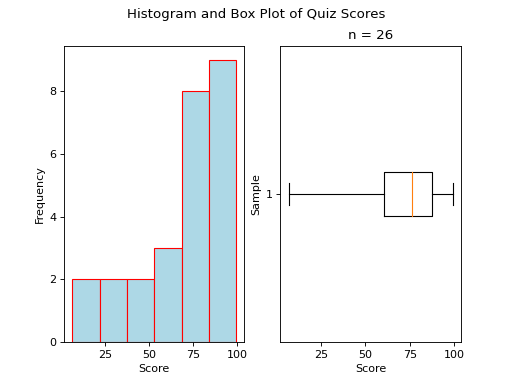 Histogram and Box Plot of Quiz Scores
Frequency
8
6
4
2
0
25 50 75 100
Score
n = 26
Sample
1
25 50 75 100
Score